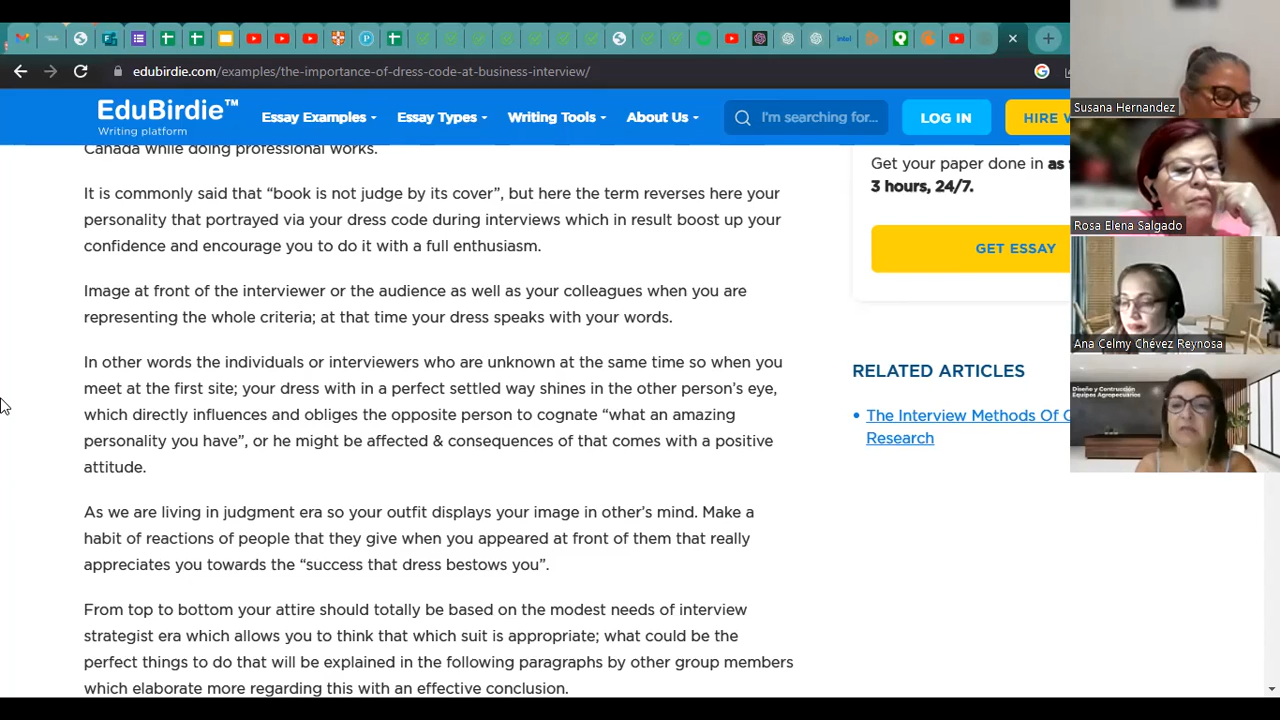 edubirdie.com/examples/the-importance-of-dress-code-at-business-interview/
EduBirdie™
Writing platform
Essay Examples
Essay Types
Writing Tools
About Us
I'm searching for...
LOG IN
HIRE
Canada while doing professional works.
It is commonly said that “book is not judge by its cover”, but here the term reverses here your
personality that portrayed via your dress code during interviews which in result boost up your
confidence and encourage you to do it with a full enthusiasm.
Image at front of the interviewer or the audience as well as your colleagues when you are
representing the whole criteria; at that time your dress speaks with your words.
In other words the individuals or interviewers who are unknown at the same time so when you
meet at the first site; your dress with in a perfect settled way shines in the other person’s eye,
which directly influences and obliges the opposite person to cognate “what an amazing
personality you have”, or he might be affected & consequences of that comes with a positive
attitude.
As we are living in judgment era so your outfit displays your image in other’s mind. Make a
habit of reactions of people that they give when you appeared at front of them that really
appreciates you towards the “success that dress bestows you”.
From top to bottom your attire should totally be based on the modest needs of interview
strategist era which allows you to think that which suit is appropriate; what could be the
perfect things to do that will be explained in the following paragraphs by other group members
which elaborate more regarding this with an effective conclusion.
Get your paper done in as
3 hours, 24/7.
GET ESSAY
RELATED ARTICLES
• The Interview Methods Of
Research
Susana Hernandez
Rosa Elena Salgado
Ana Celmy Chévez Reynosa
Diseño y Contrucción
Equipos Agropecuarios